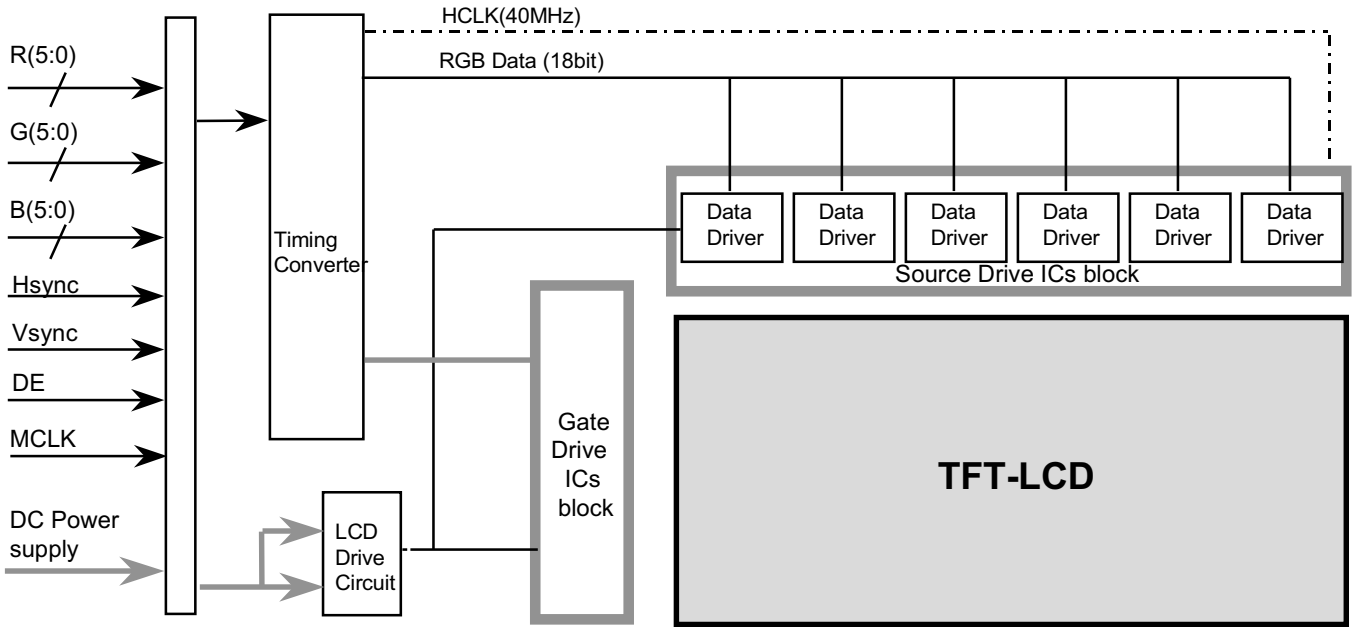 HCLK(40MHz)
RGB Data (18bit)
R(5:0)
G(5:0)
B(5:0)
Hsync
Vsync
DE
MCLK
DC Power
supply
Timing
Converter
LCD
Drive
Circuit
Gate
Drive
ICs
block
Data
Driver
Data
Driver
Data
Driver
Data
Driver
Data
Driver
Data
Driver
Source Drive ICs block
TFT-LCD